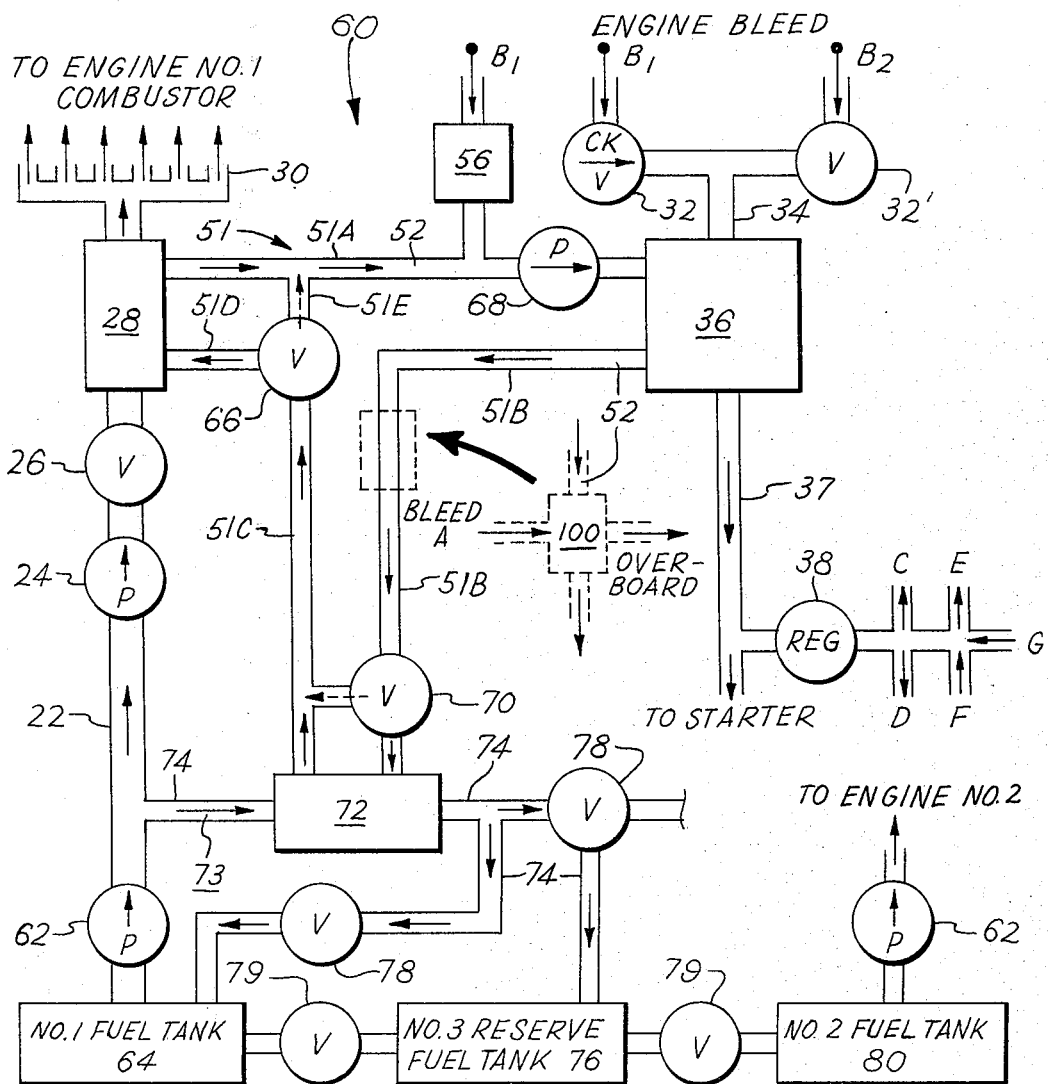 60
ENGINE BLEED
B1
B1
B2
TO ENGINE NO.1
COMBUSTOR
30
56
CK
V
32
V
32'
34
51
51A
52
P
68
51E
51D
28
V
66
36
51B
52
26
V
51C
BLEED
A
100
OVER-
BOARD
37
24
P
51B
38
C
E
REG
G
D
F
V
70
TO STARTER
22
74
73
72
74
78
V
TO ENGINE NO.2
74
62
P
V
78
P
62
79
79
NO.1 FUEL TANK
64
V
NO.3 RESERVE
FUEL TANK 76
V
NO.2 FUEL TANK
80